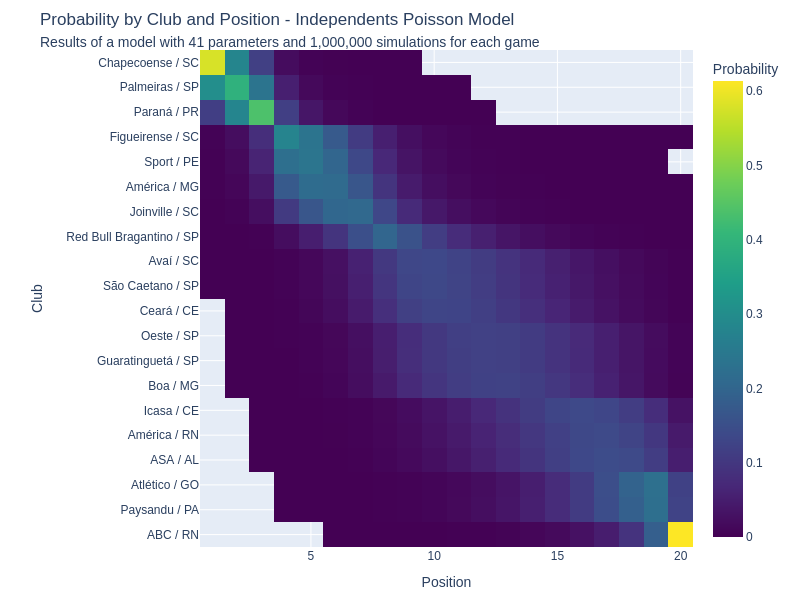 Probability by Club and Position - Independents Poisson Model
Results of a model with 41 parameters and 1,000,000 simulations for each game
Chapecoense / SC
Palmeiras / SP
Paraná / PR
Figueirense / SC
Sport / PE
América / MG
Joinville / SC
Red Bull Bragantino / SP
Avaí / SC
São Caetano / SP
Ceará / CE
Oeste / SP
Guaratinguetá / SP
Boa / MG
Icasa / CE
América / RN
ASA / AL
Atlético / GO
Paysandu / PA
ABC / RN
Club
5
10
15
20
Position
Probability
0.6
0.5
0.4
0.3
0.2
0.1
0